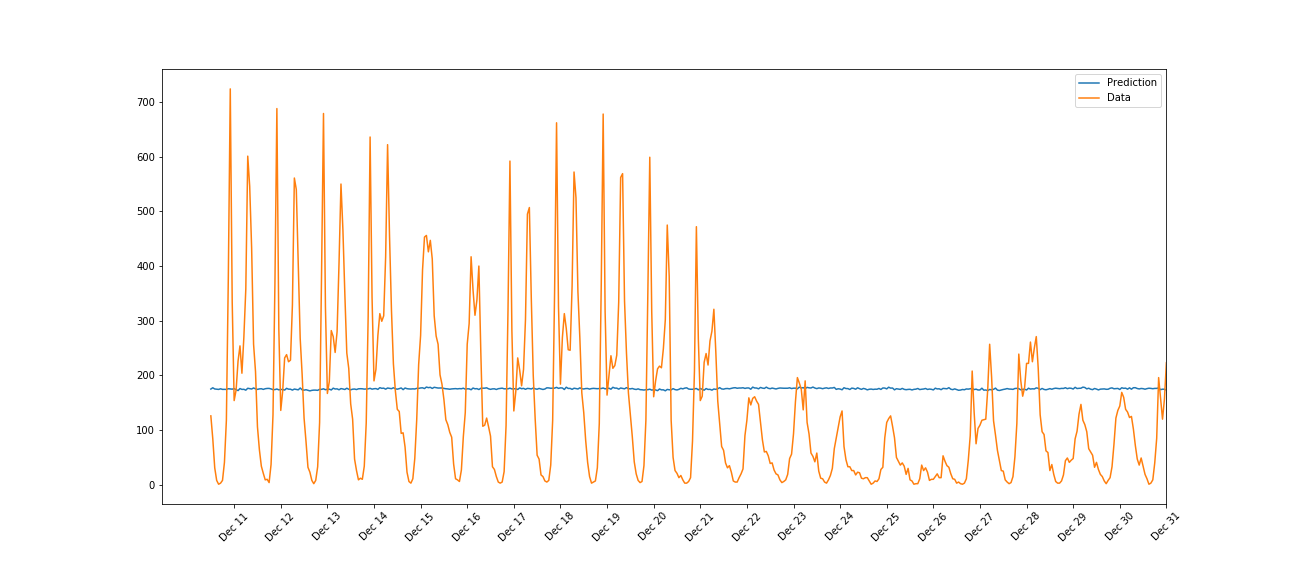 Prediction
Data
700
600
500
400
300
200
100
0
Dec 11
Dec 12
Dec 13
Dec 14
Dec 15
Dec 16
Dec 17
Dec 18
Dec 19
Dec 20
Dec 21
Dec 22
Dec 23
Dec 24
Dec 25
Dec 26
Dec 27
Dec 28
Dec 29
Dec 30
Dec 31